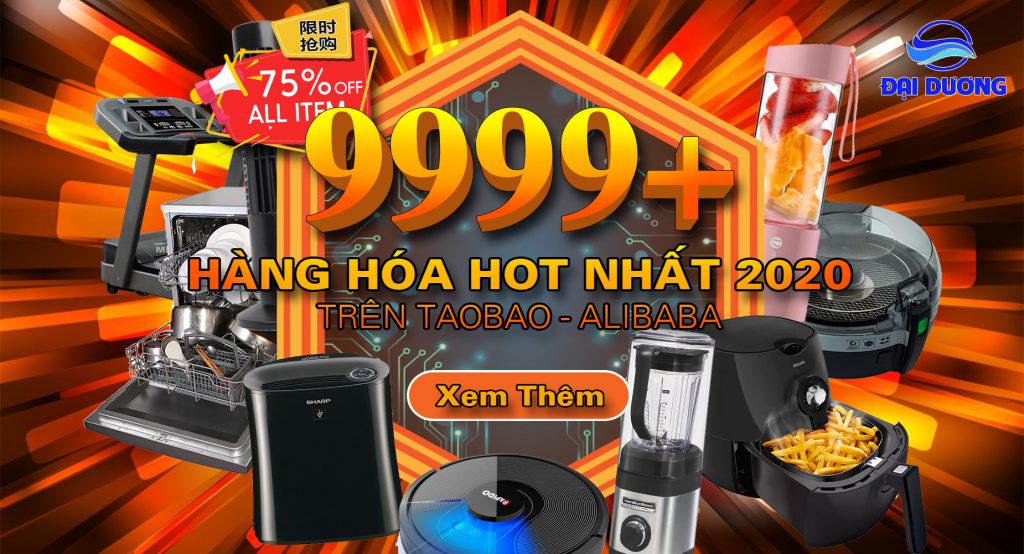 限时
抢购
75% OFF
ALL ITEM
ĐẠI DƯƠNG
9999+
HÀNG HÓA HOT NHẤT 2020
TRÊN TAOBAO - ALIBABA
Xem Thêm
SHARP
RAPIDO
PHILIPS